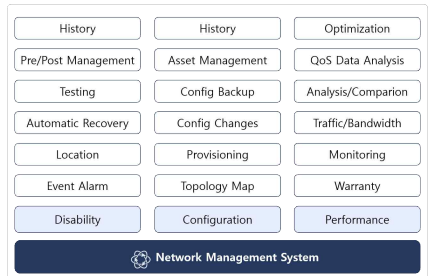 History History Optimization
Pre/Post Management Asset Management QoS Data Analysis
Testing Config Backup Analysis/Comparion
Automatic Recovery Config Changes Traffic/Bandwidth
Location Provisioning Monitoring
Event Alarm Topology Map Warranty
Disability Configuration Performance
Network Management System